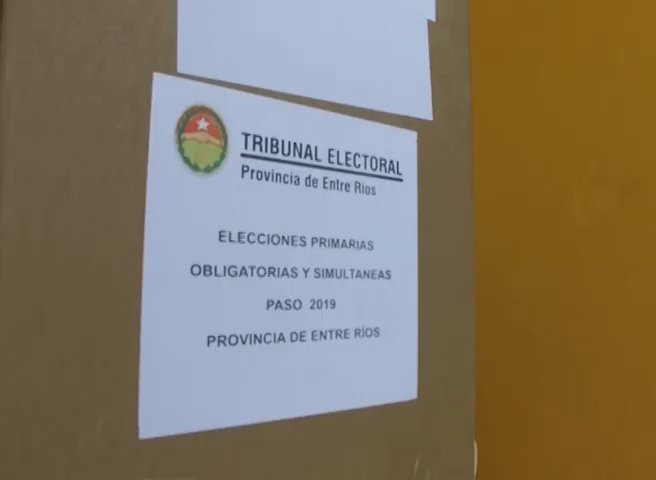 TRIBUNAL ELECTORAL
Provincia de Entre Ríos
ELECCIONES PRIMARIAS
OBLIGATORIAS Y SIMULTANEAS
PASO 2019
PROVINCIA DE ENTRE RÍOS